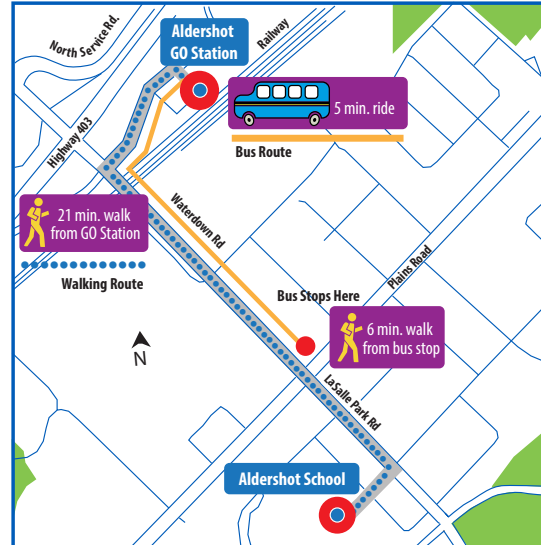 North Service Rd.
Aldershot
GO Station
Railway
5 min. ride
Bus Route
Highway 403
21 min. walk
from GO Station
Walking Route
Waterdown Rd
Plains Road
Bus Stops Here
6 min. walk
from bus stop
N
LaSalle Park Rd
Aldershot School